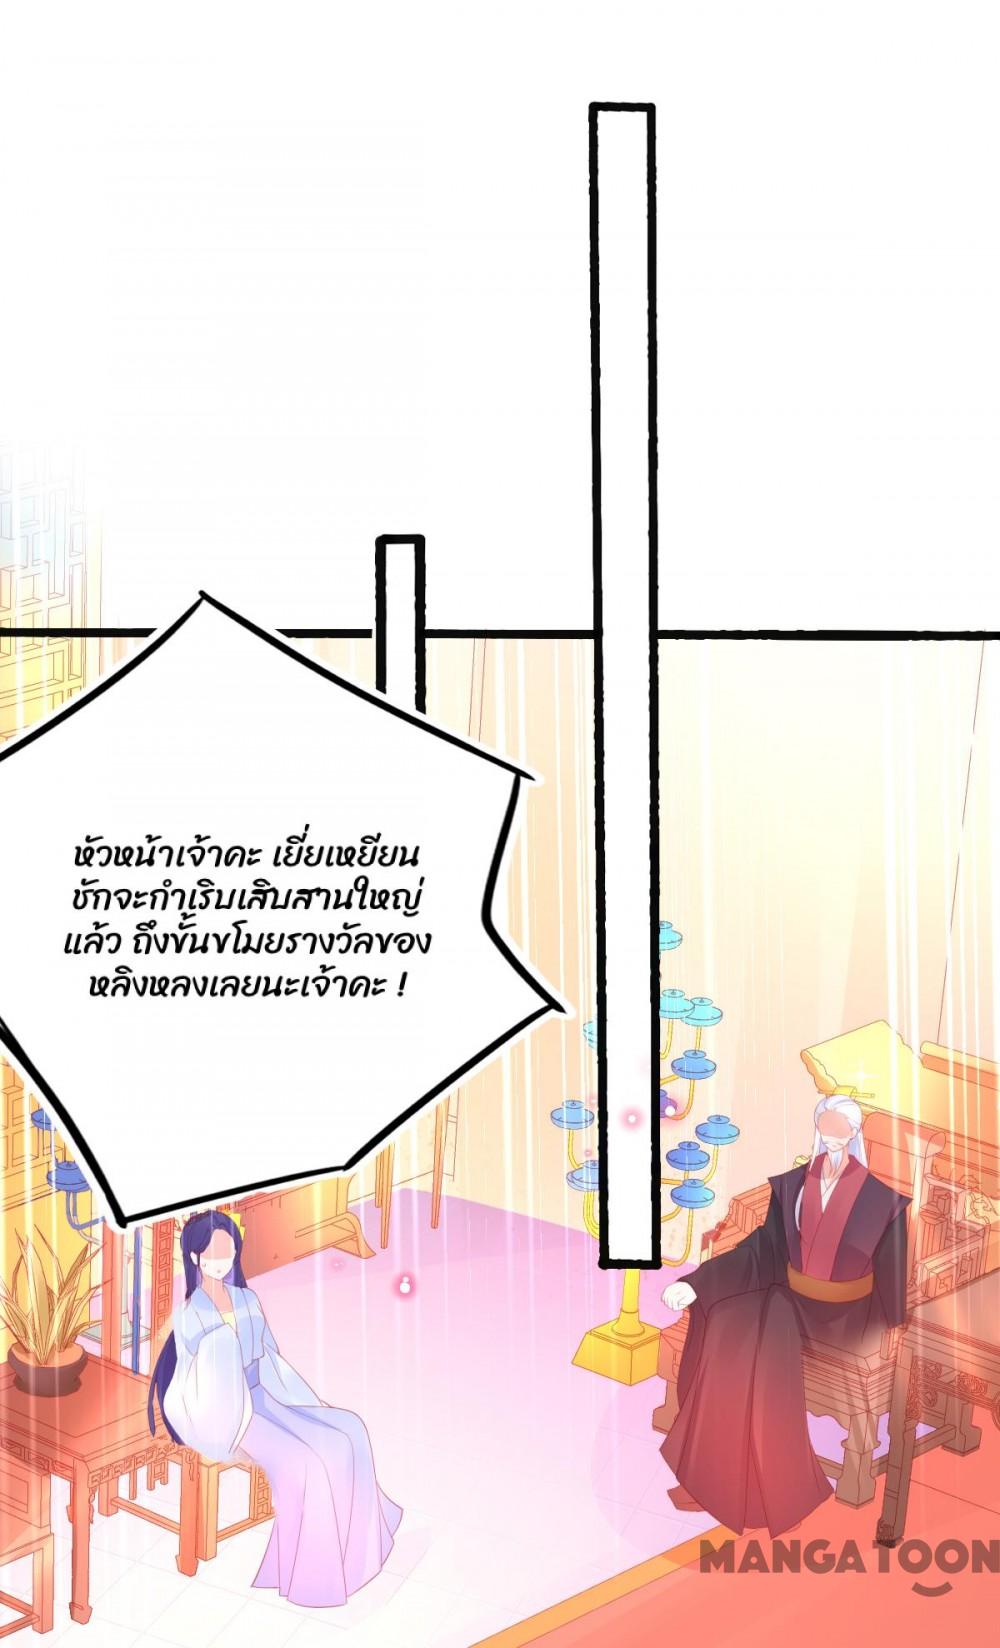 หัวหน้าเจ้าคะ เยี่ยเหยียน
ชักจะกำเริบเสิบสานใหญ่
แล้ว ถึงขั้นขโมยรางวัลของ
หลิงหลงเลยนะเจ้าคะ !
MANGA TOON